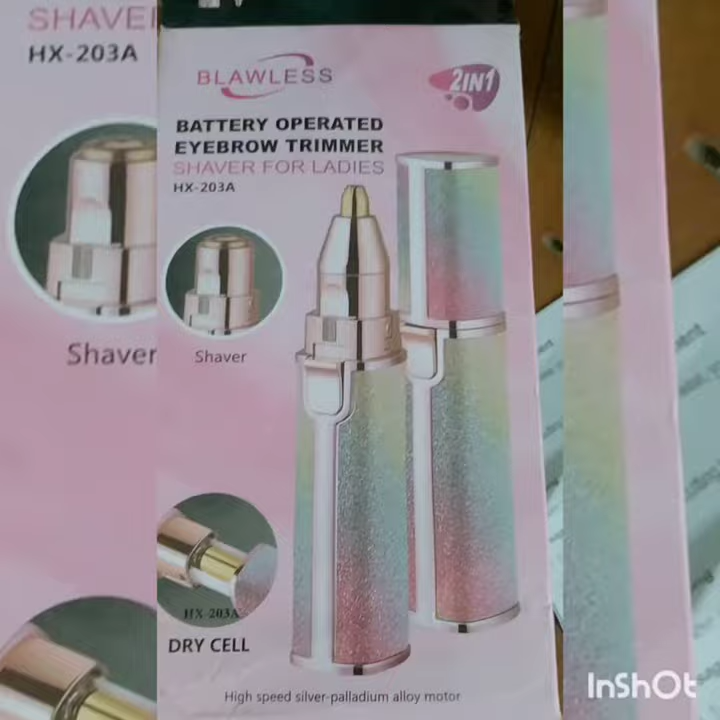 SHAVER
HX-203A
Shaver
BLAWLESS
2IN1
BATTERY OPERATED
EYEBROW TRIMMER
SHAVER FOR LADIES
HX-203A
Shaver
HX-203A
DRY CELL
High speed silver-palladium alloy motor
InShOt